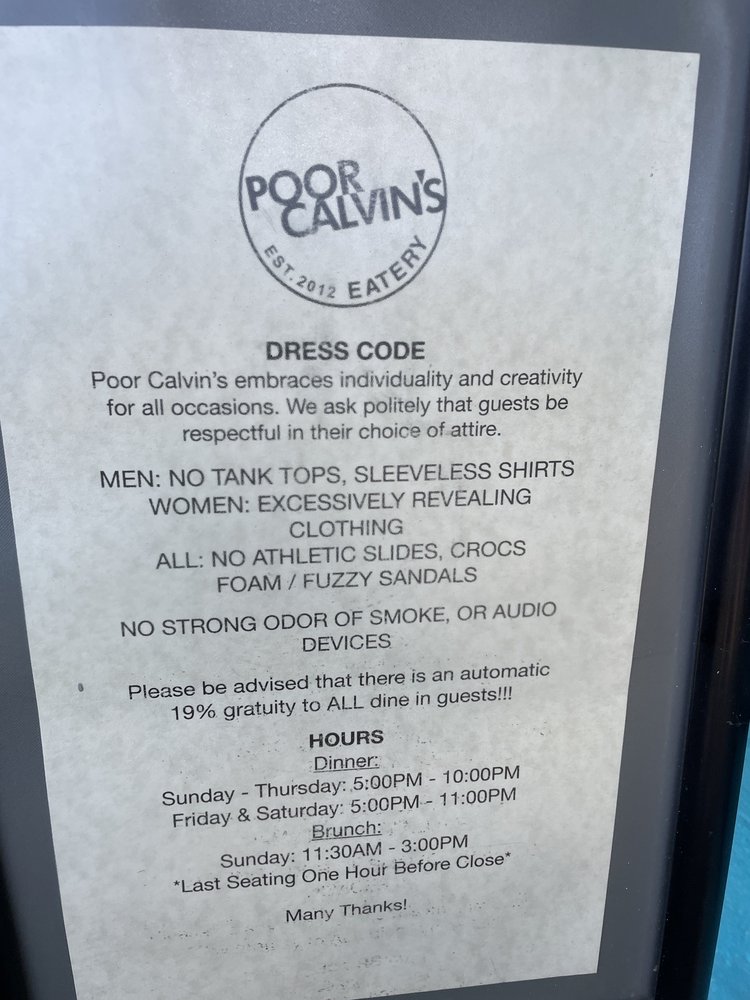 POOR
CALVIN'S
EST. 2012 EATERY
DRESS CODE
Poor Calvin's embraces individuality and creativity
for all occasions. We ask politely that guests be
respectful in their choice of attire.
MEN: NO TANK TOPS, SLEEVELESS SHIRTS
WOMEN: EXCESSIVELY REVEALING
CLOTHING
ALL: NO ATHLETIC SLIDES, CROCS
FOAM / FUZZY SANDALS
NO STRONG ODOR OF SMOKE, OR AUDIO
DEVICES
Please be advised that there is an automatic
19% gratuity to ALL dine in guests!!!
HOURS
Dinner:
Sunday - Thursday: 5:00PM - 10:00PM
Friday & Saturday: 5:00PM - 11:00PM
Brunch:
Sunday: 11:30AM - 3:00PM
*Last Seating One Hour Before Close*
Many Thanks!